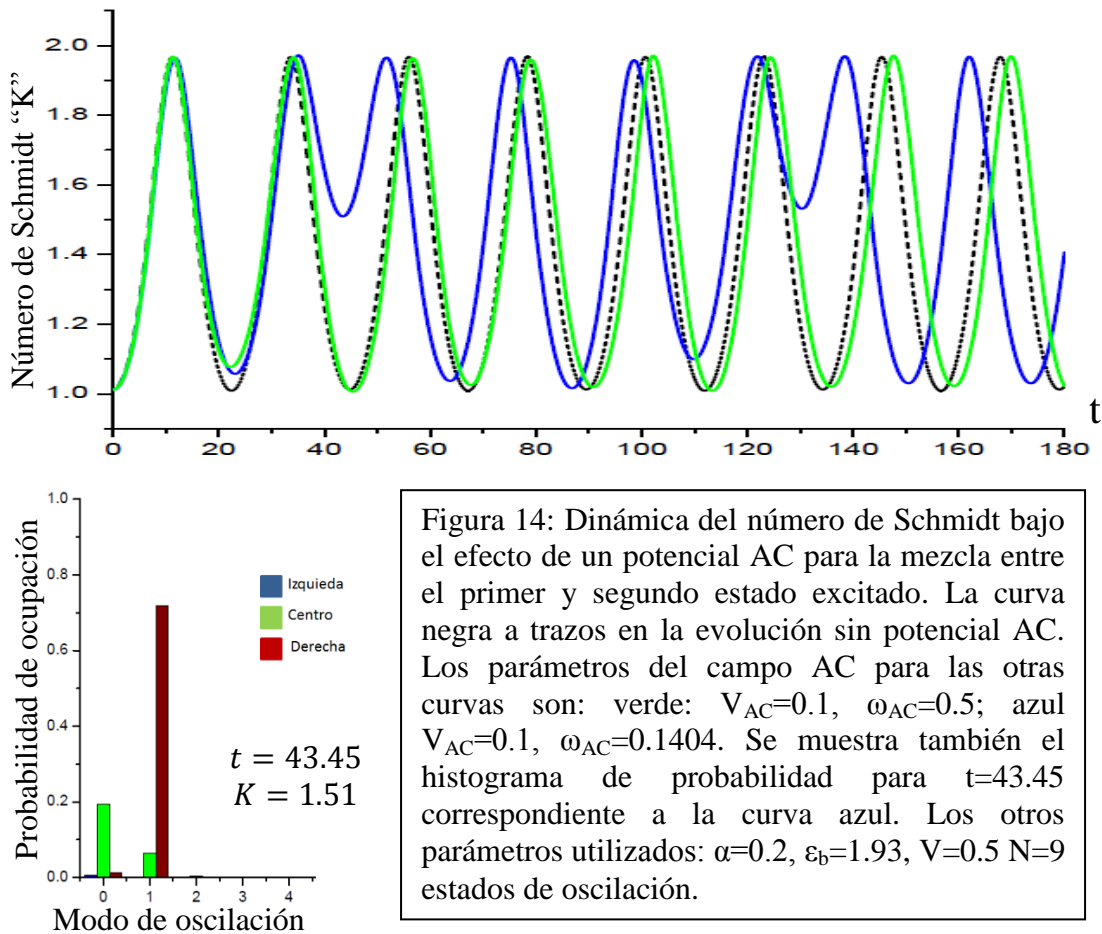 Número de Schmidt “K”
2.0
1.8
1.6
1.4
1.2
1.0
0 20 40 60 80 100 120 140 160 180
t
Probabilidad de ocupación
1.0
0.8
0.6
0.4
0.2
0.0
0 1 2 3 4
Modo de oscilación
Izquieda
Centro
Derecha
t = 43.45
K = 1.51
Figura 14: Dinámica del número de Schmidt bajo
el efecto de un potencial AC para la mezcla entre
el primer y segundo estado excitado. La curva
negra a trazos en la evolución sin potencial AC.
Los parámetros del campo AC para las otras
curvas son: verde: V_AC=0.1, ω_AC=0.5; azul
V_AC=0.1, ω_AC=0.1404. Se muestra también el
histograma de probabilidad para t=43.45
correspondiente a la curva azul. Los otros
parámetros utilizados: α=0.2, ε_b=1.93, V=0.5 N=9
estados de oscilación.